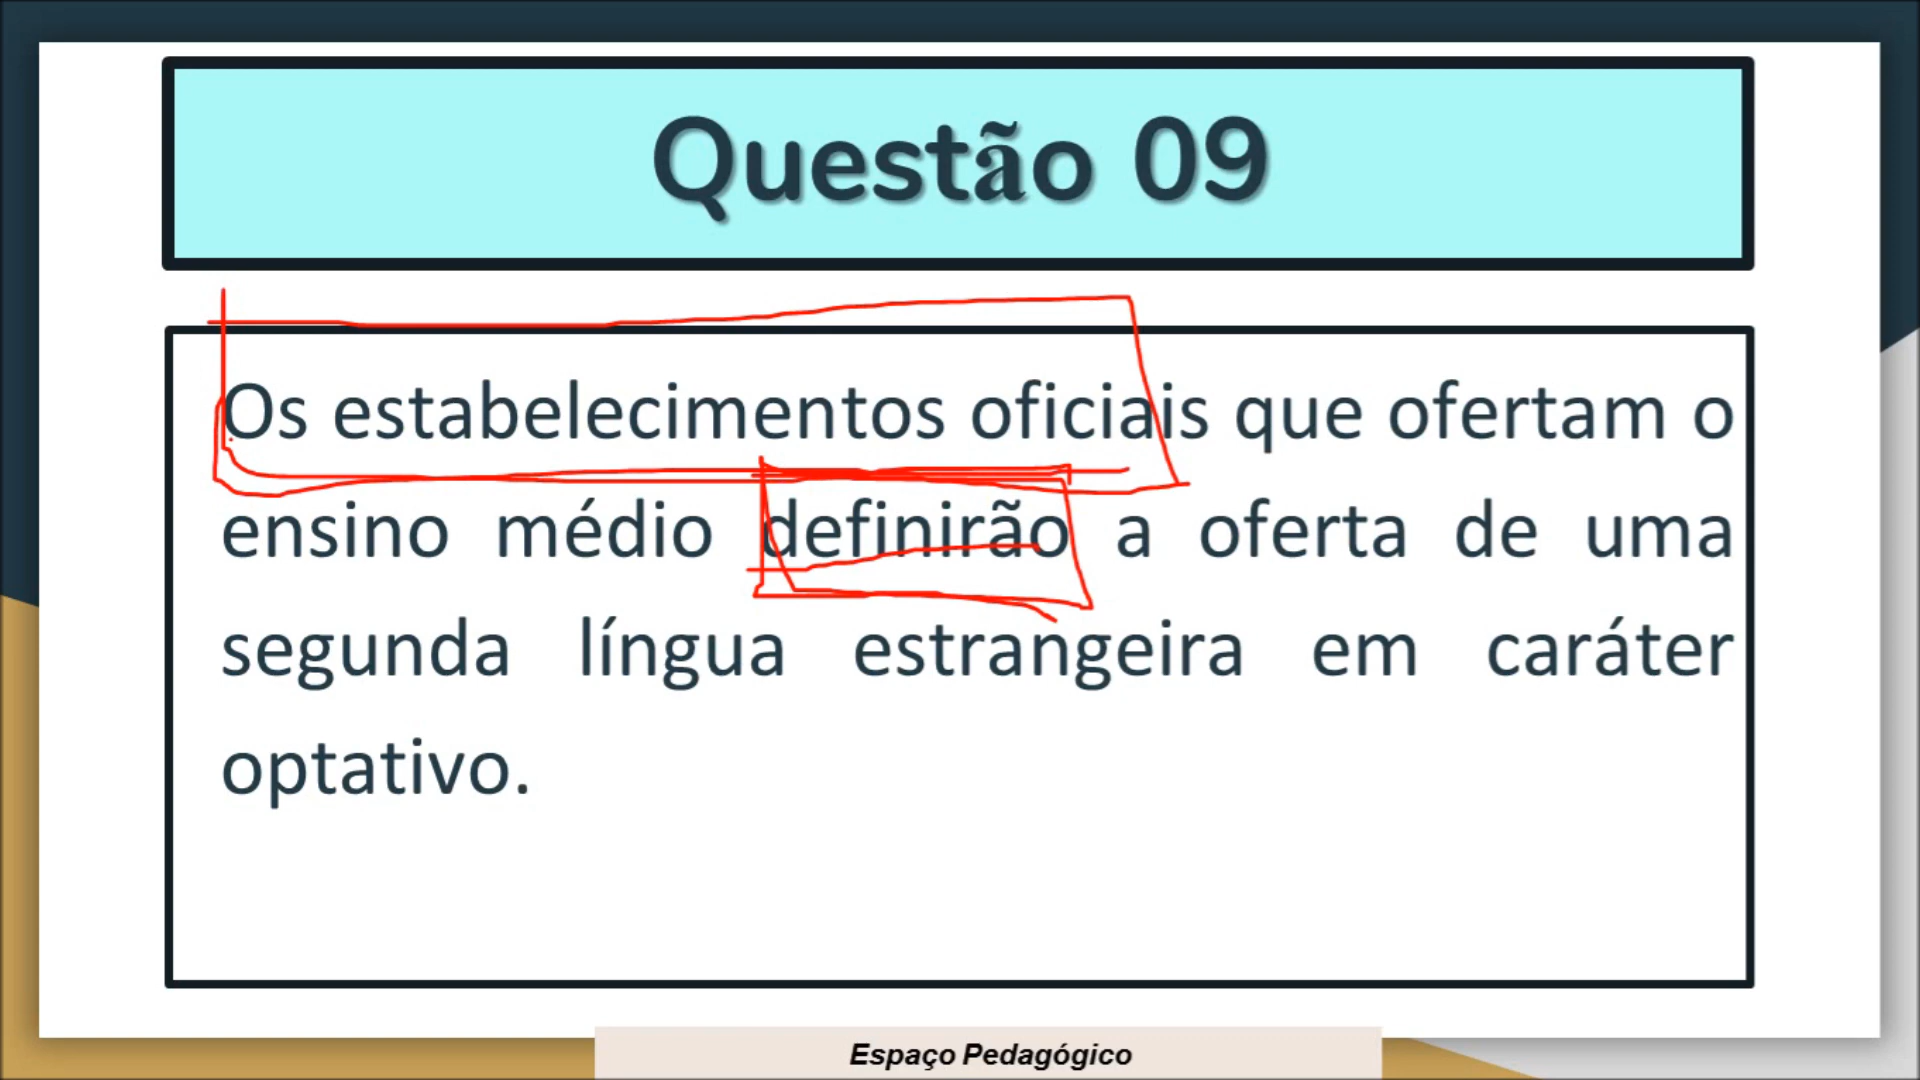 Questão 09
Os estabelecimentos oficiais que ofertam o
ensino médio definirão a oferta de uma
segunda língua estrangeira em caráter
optativo.
Espaço Pedagógico